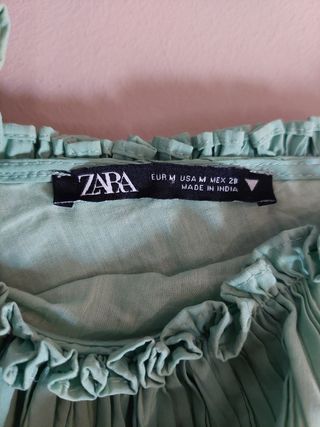 ZARA
EUR M USA M MEX 28
MADE IN INDIA